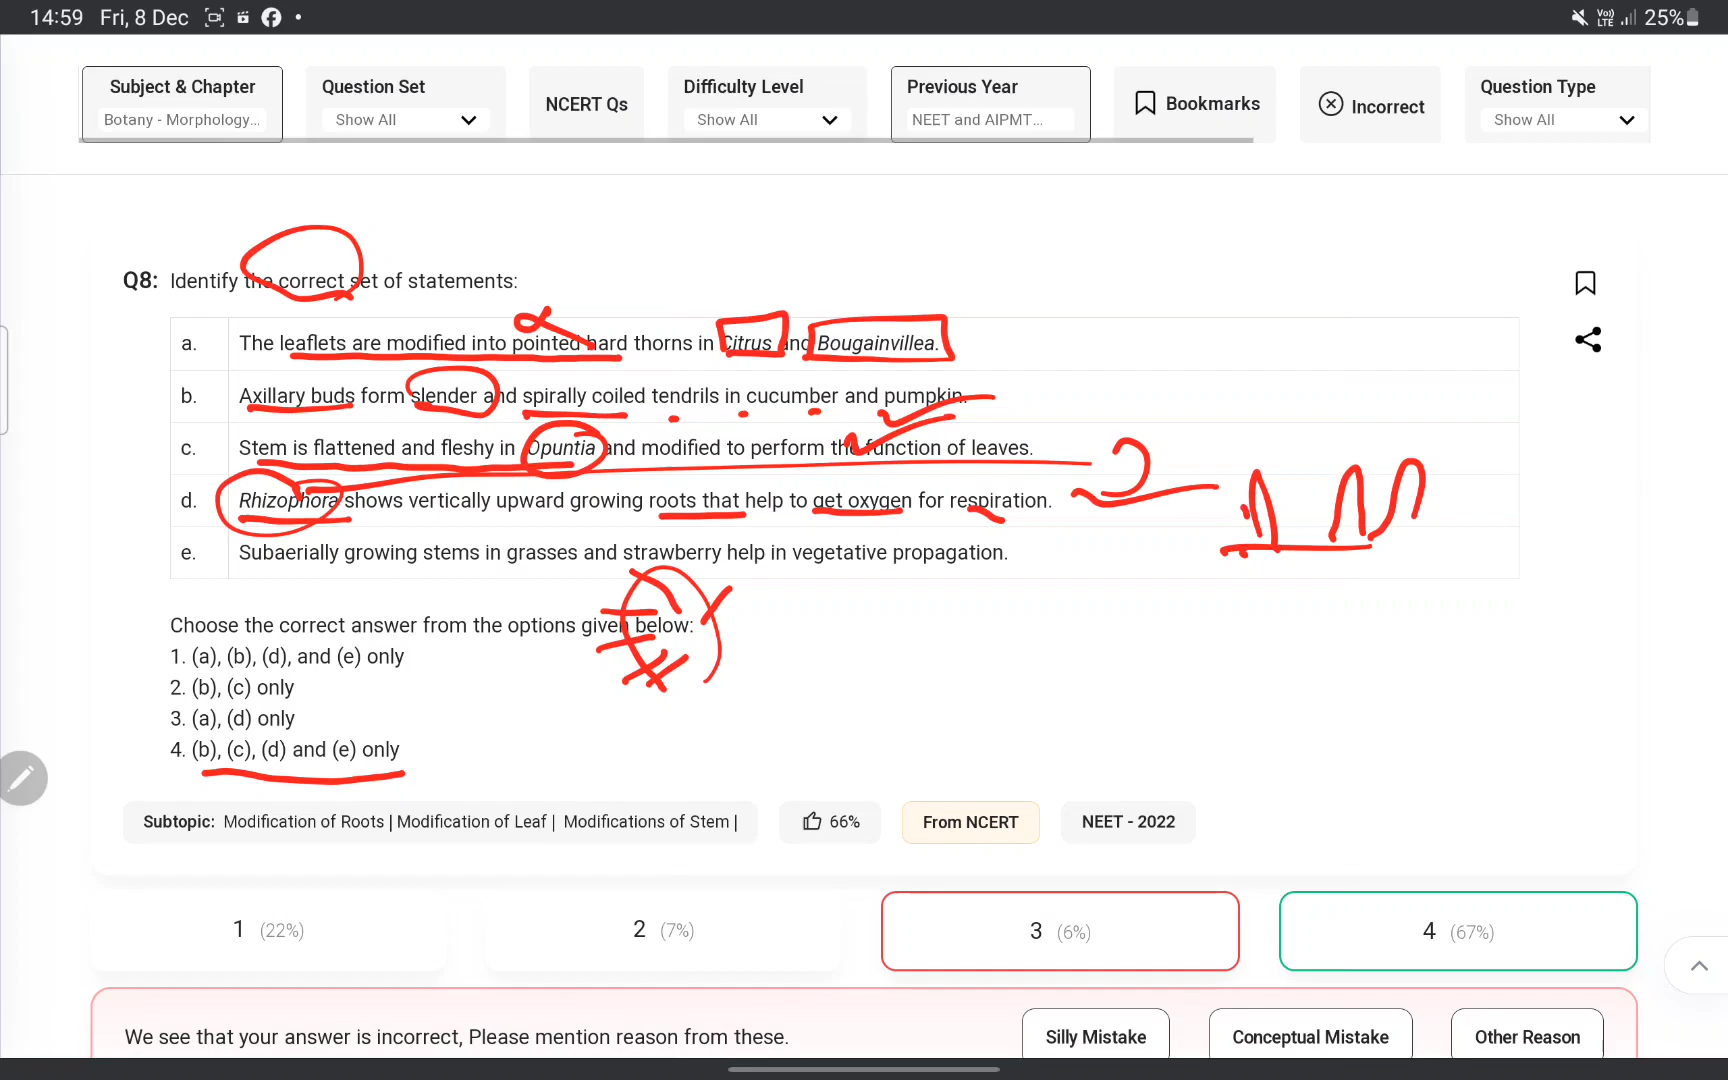 14:59 Fri, 8 Dec
Vo)) LTE 25%
Subject & Chapter
Botany - Morphology...
Question Set
Show All
NCERT Qs
Difficulty Level
Show All
Previous Year
NEET and AIPMT...
Bookmarks
Incorrect
Question Type
Show All
Q8: Identify the correct set of statements:
a. The leaflets are modified into pointed hard thorns in Citrus and Bougainvillea.
b. Axillary buds form slender and spirally coiled tendrils in cucumber and pumpkin.
c. Stem is flattened and fleshy in Opuntia and modified to perform the function of leaves.
d. Rhizophora shows vertically upward growing roots that help to get oxygen for respiration.
e. Subaerially growing stems in grasses and strawberry help in vegetative propagation.
Choose the correct answer from the options given below:
1. (a), (b), (d), and (e) only
2. (b), (c) only
3. (a), (d) only
4. (b), (c), (d) and (e) only
Subtopic: Modification of Roots | Modification of Leaf | Modifications of Stem |
66%
From NCERT
NEET - 2022
1 (22%)
2 (7%)
3 (6%)
4 (67%)
We see that your answer is incorrect, Please mention reason from these.
Silly Mistake
Conceptual Mistake
Other Reason